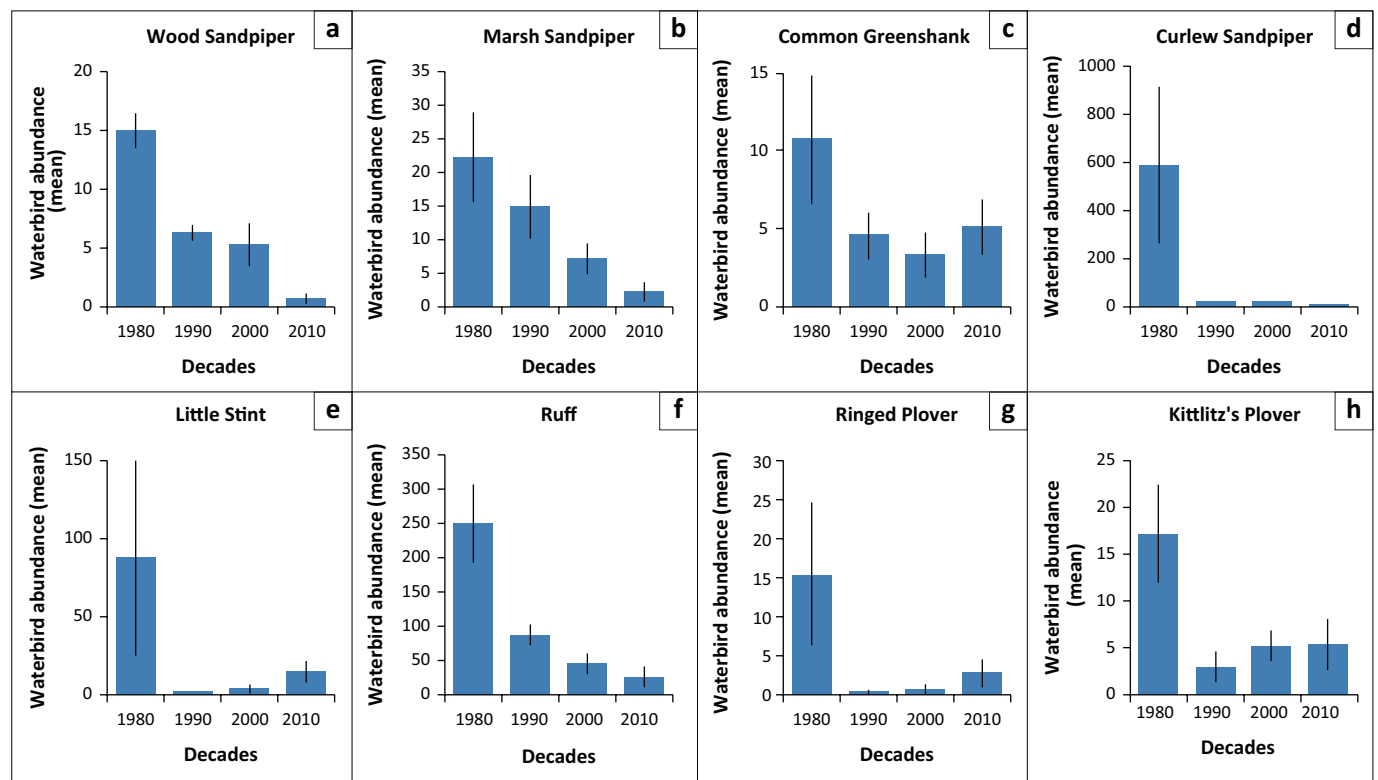 Wood Sandpiper
a
Waterbird abundance
(mean)
20
15
10
5
0
1980 1990 2000 2010
Decades
Marsh Sandpiper
b
Waterbird abundance (mean)
35
30
25
20
15
10
5
0
1980 1990 2000 2010
Decades
Common Greenshank
c
Waterbird abundance (mean)
15
10
5
0
1980 1990 2000 2010
Decades
Curlew Sandpiper
d
Waterbird abundance (mean)
1000
800
600
400
200
0
1980 1990 2000 2010
Decades
Little Stint
e
Waterbird abundance (mean)
150
100
50
0
1980 1990 2000 2010
Decades
Ruff
f
Waterbird abundance (mean)
350
300
250
200
150
100
50
0
1980 1990 2000 2010
Decades
Ringed Plover
g
Waterbird abundance (mean)
30
25
20
15
10
5
0
1980 1990 2000 2010
Decades
Kittlitz's Plover
h
Waterbird abundance
(mean)
25
20
15
10
5
0
1980 1990 2000 2010
Decades